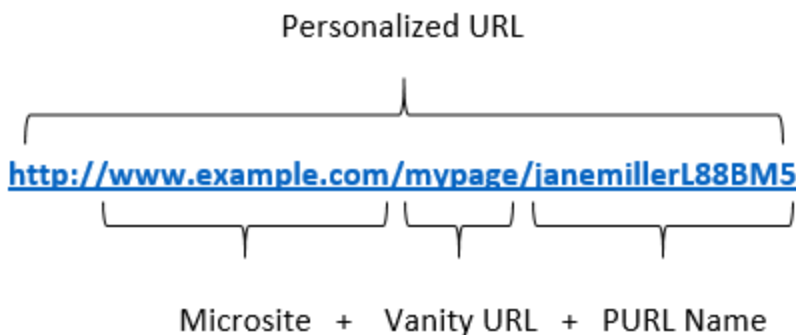 Personalized URL
http://www.example.com/mypage/janemillerL88BM5
Microsite + Vanity URL + PURL Name